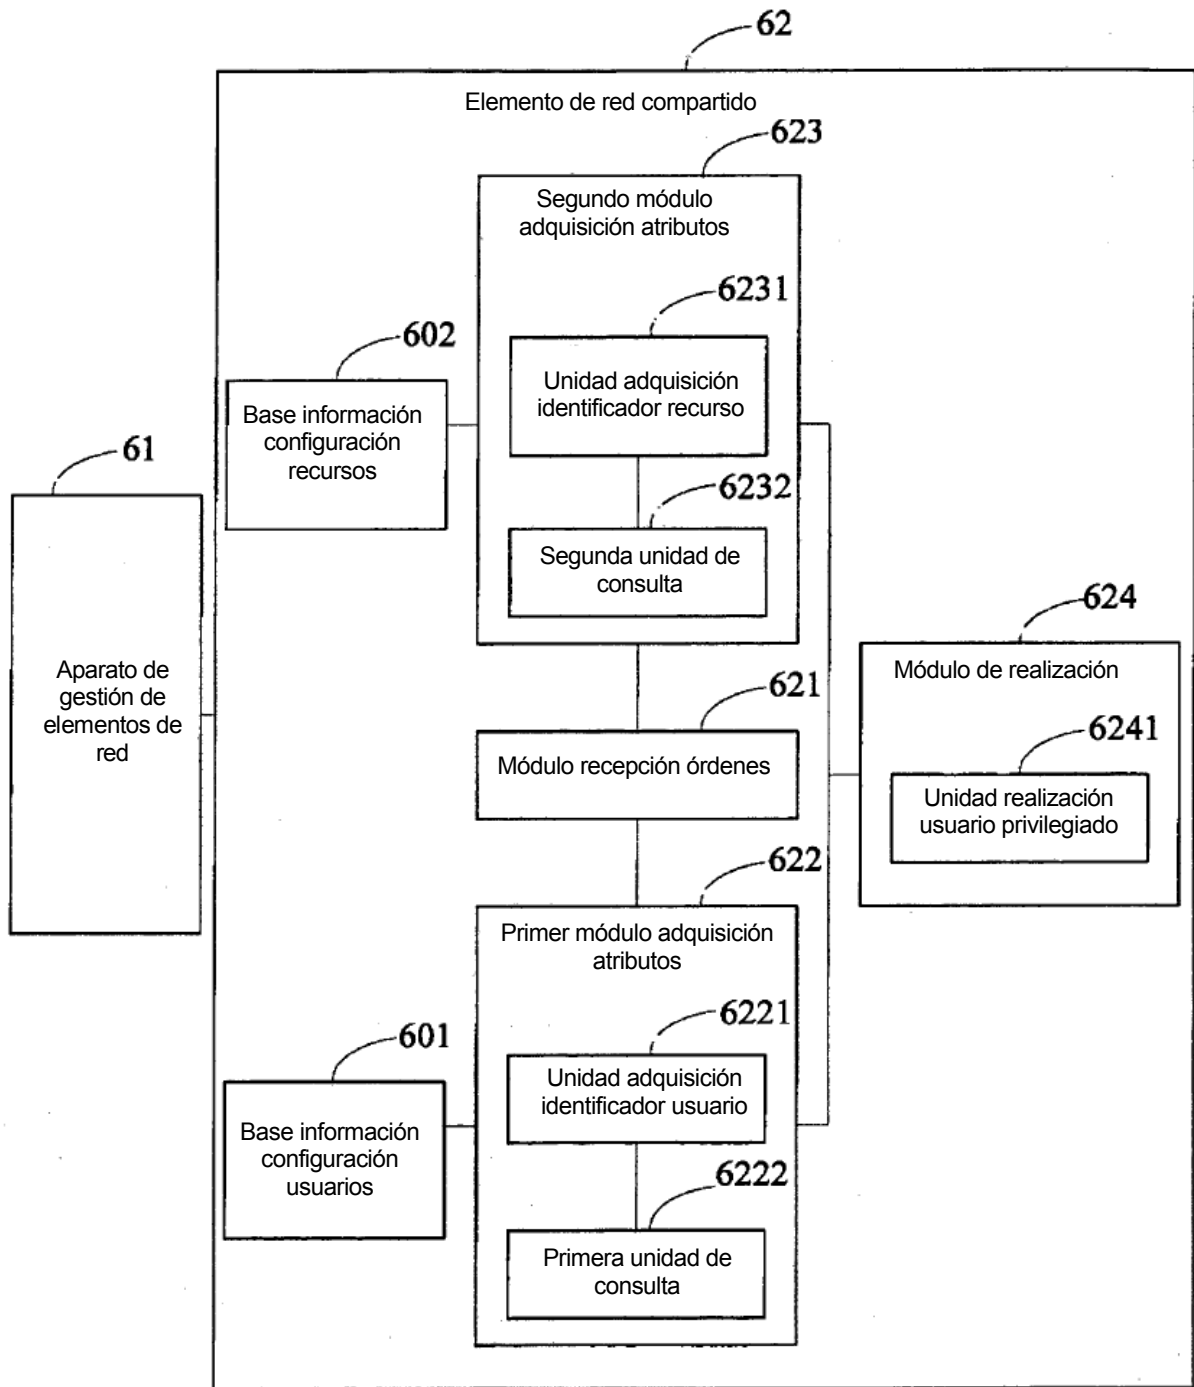 62
Elemento de red compartido
623
Segundo módulo
adquisición atributos
6231
602
Unidad adquisición
identificador recurso
Base información
configuración
recursos
61
6232
Segunda unidad de
consulta
624
Aparato de
gestión de
elementos de
red
Módulo de realización
621
6241
Módulo recepción órdenes
Unidad realización
usuario privilegiado
622
Primer módulo adquisición
atributos
6221
601
Unidad adquisición
identificador usuario
Base información
configuración
usuarios
6222
Primera unidad de
consulta